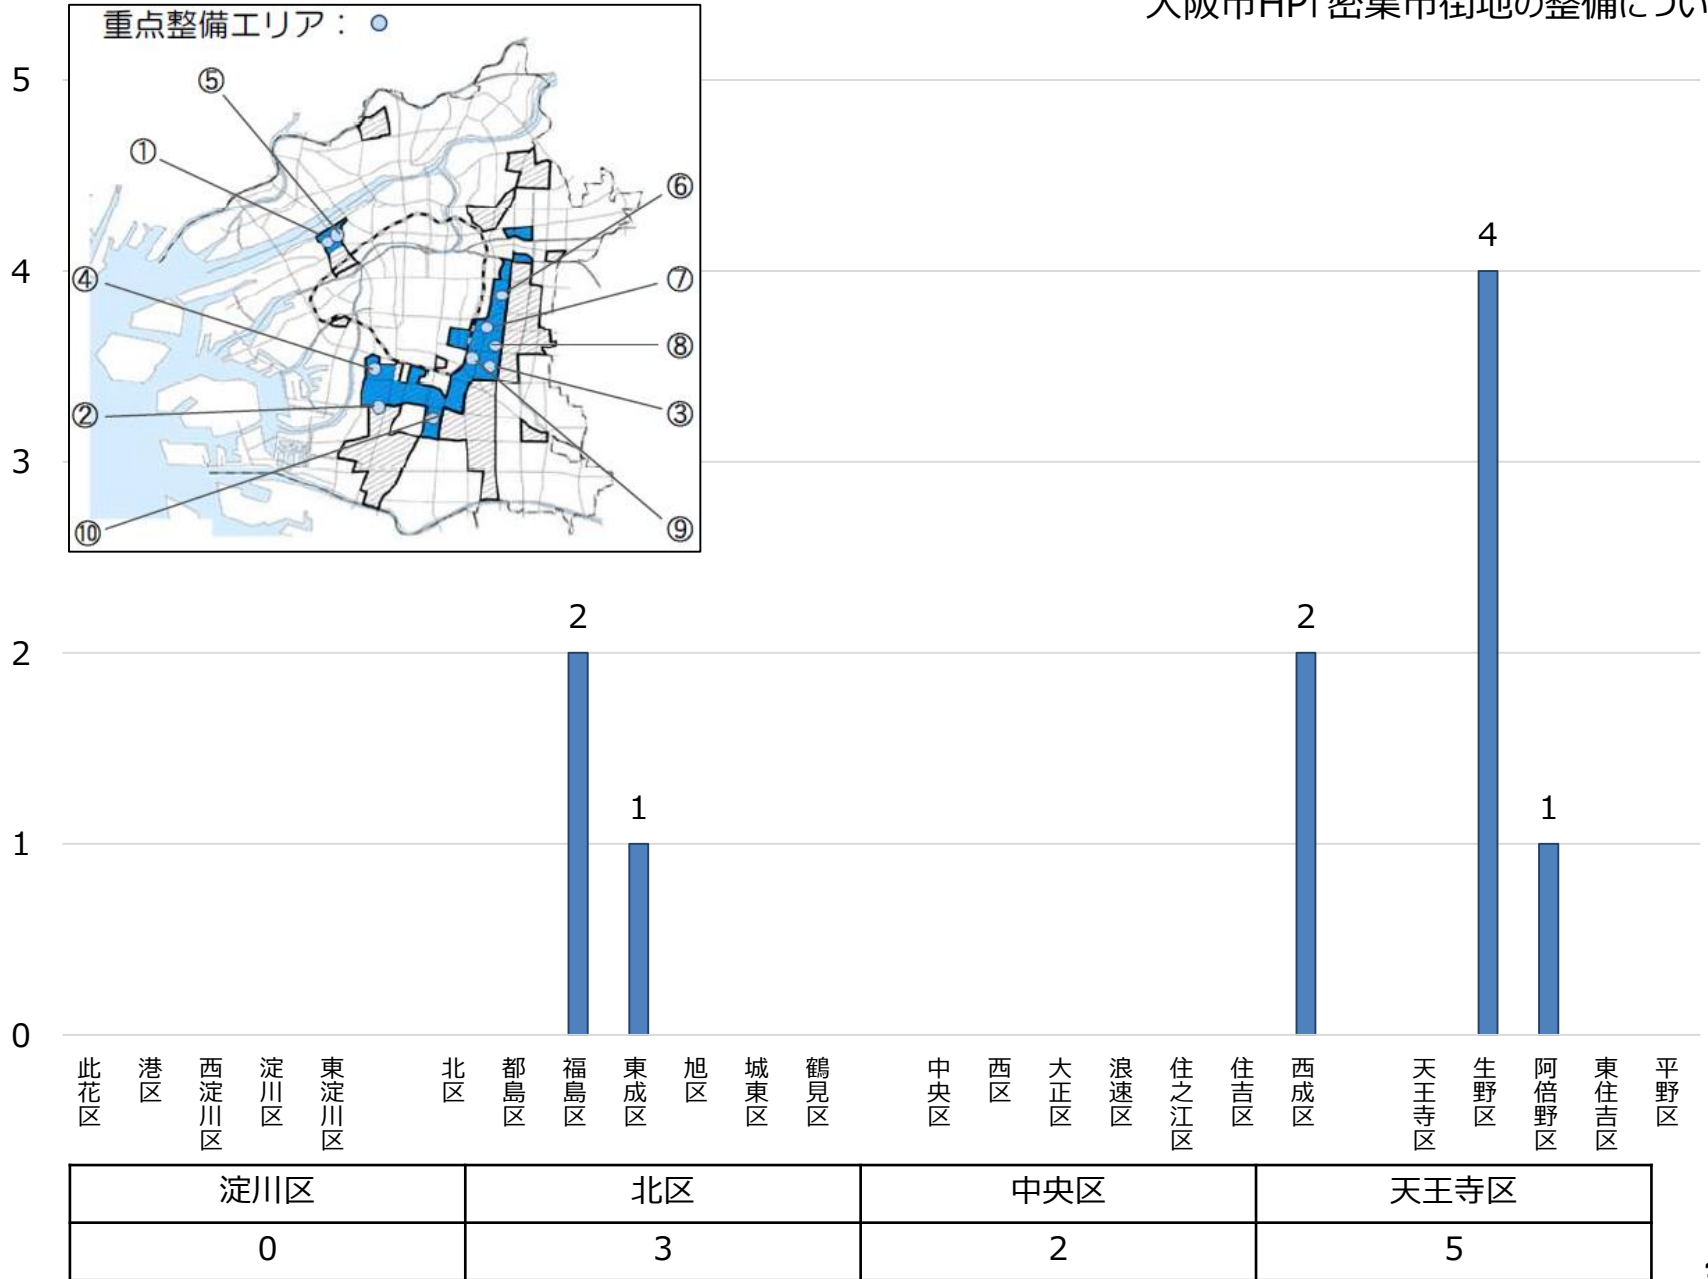 大阪市HP「密集市街地の整備につい
重点整備エリア：
⑤
①
⑥
④
⑦
⑧
②
③
⑩
⑨
5
4
3
2
1
0
2
1
2
4
1
此花区
港区
西淀川区
淀川区
東淀川区
北区
都島区
福島区
東成区
旭区
城東区
鶴見区
中央区
西区
大正区
浪速区
住之江区
住吉区
西成区
天王寺区
生野区
阿倍野区
東住吉区
平野区
淀川区 北区 中央区 天王寺区
0 3 2 5